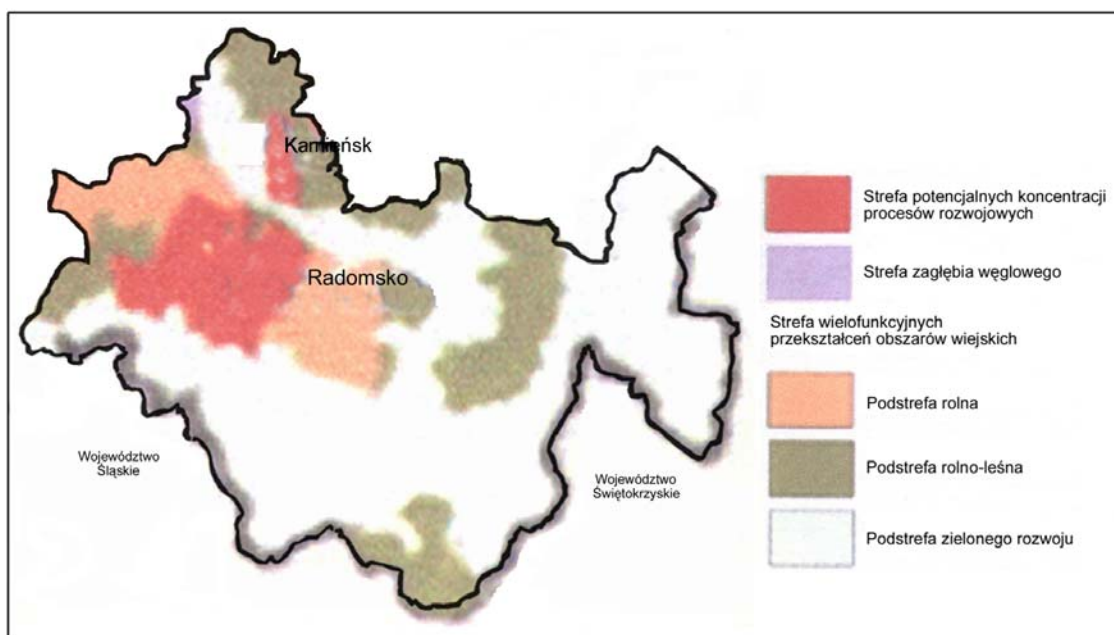 Kamieńsk
Radomsko
Województwo
Śląskie
Województwo
Świętokrzyskie
Strefa potencjalnych koncentracji
procesów rozwojowych
Strefa zagłębia węglowego
Strefa wielofunkcyjnych
przekształceń obszarów wiejskich
Podstrefa rolna
Podstrefa rolno-leśna
Podstrefa zielonego rozwoju